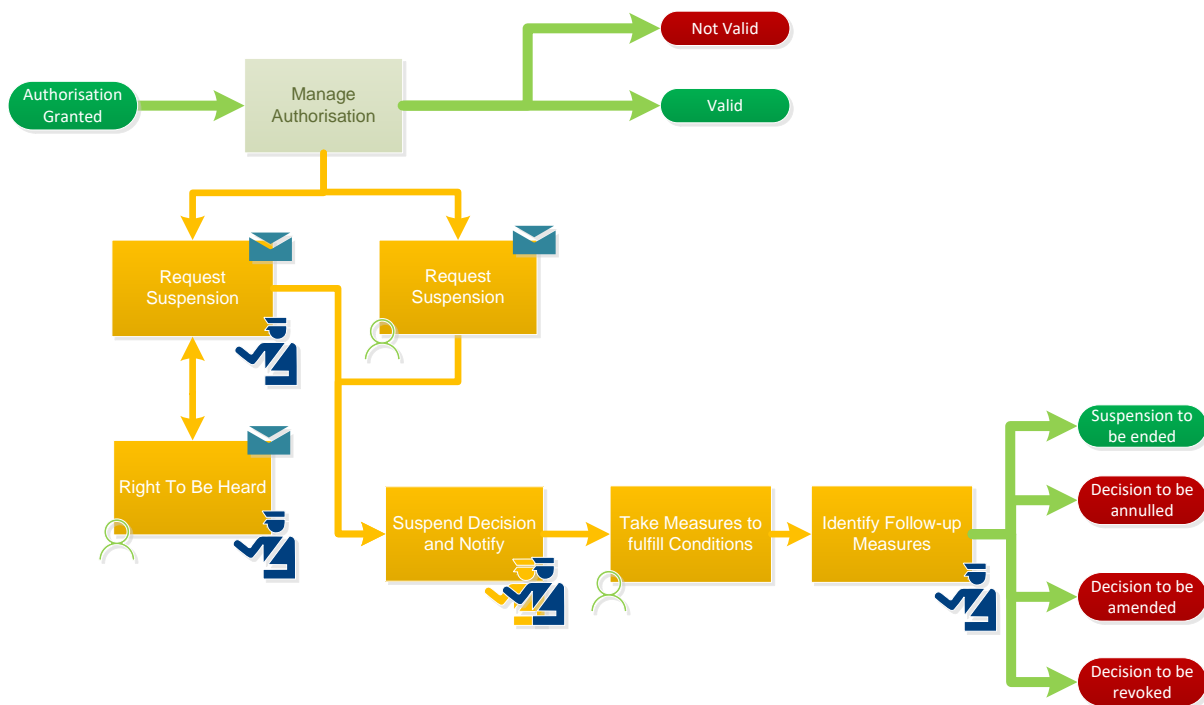 Not Valid
Authorisation
Granted
Manage
Authorisation
Valid
Request
Suspension
Request
Suspension
Right To Be Heard
Suspend Decision
and Notify
Take Measures to
fulfill Conditions
Identify Follow-up
Measures
Suspension to
be ended
Decision to be
annulled
Decision to be
amended
Decision to be
revoked